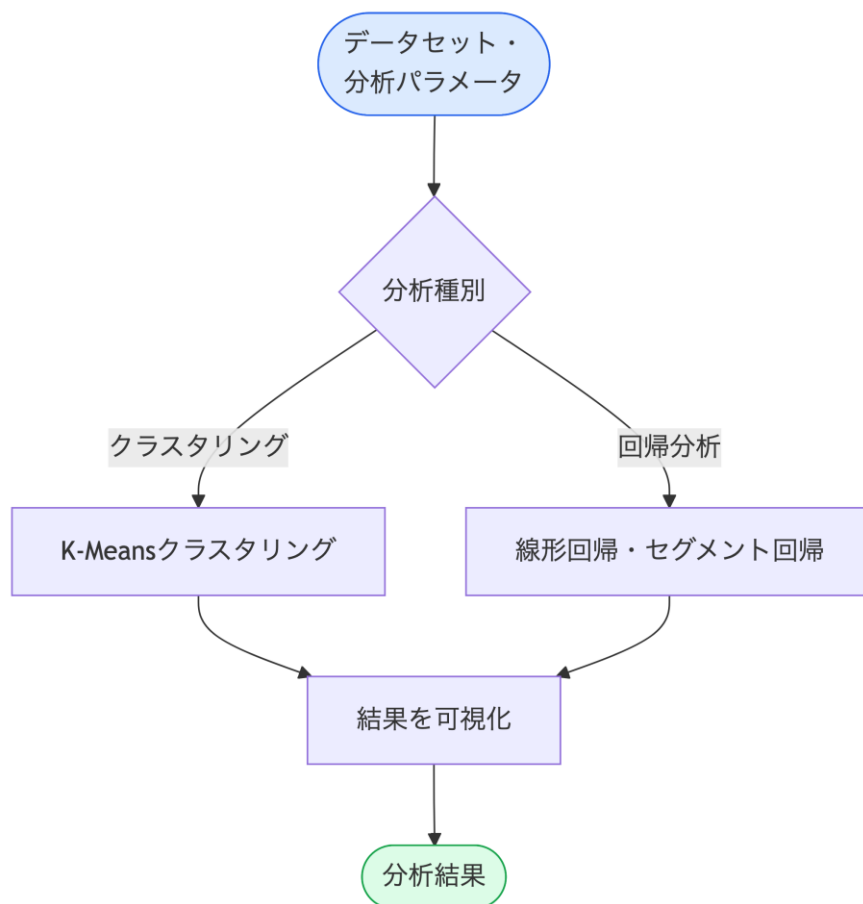 データセット・
分析パラメータ
分析種別
クラスタリング
回帰分析
K-Meansクラスタリング
線形回帰・セグメント回帰
結果を可視化
分析結果